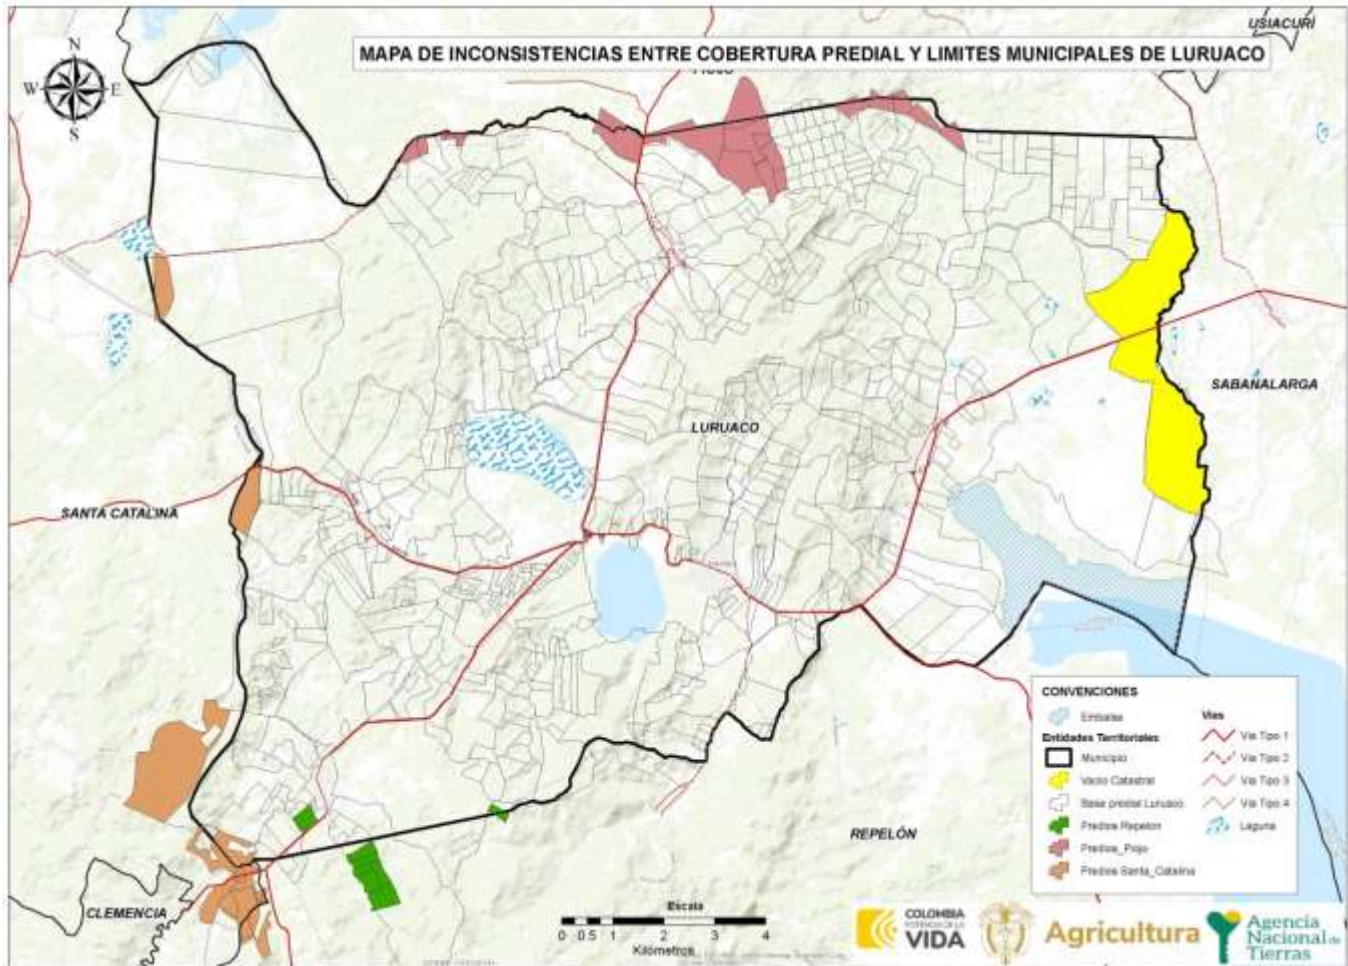 USIACURÍ
MAPA DE INCONSISTENCIAS ENTRE COBERTURA PREDIAL Y LIMITES MUNICIPALES DE LURUACO
N
W E
S
SABANALARGA
LURUACO
SANTA CATALINA
REPELÓN
CLEMENCIA
CONVENCIONES
Embalse
Entidades Territoriales
Municipio
Vacio Catastral
Base predial Luruaco
Predios Repelon
Predios_Piojo
Predios Santa_Catalina
Vias
Via Tipo 1
Via Tipo 2
Via Tipo 3
Via Tipo 4
Laguna
Escala
0 0.5 1 2 3 4
Kilometros
COLOMBIA
POTENCIA DE LA
VIDA
Agricultura
Agencia
Nacional de
Tierras